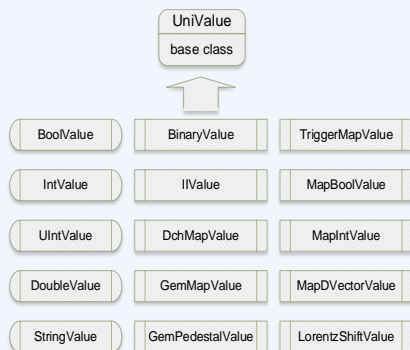 UniValue
base class
BoolValue BinaryValue TriggerMapValue
IntValue IIValue MapBoolValue
UIntValue DchMapValue MapIntValue
DoubleValue GemMapValue MapDVectorValue
StringValue GemPedestalValue LorentzShiftValue